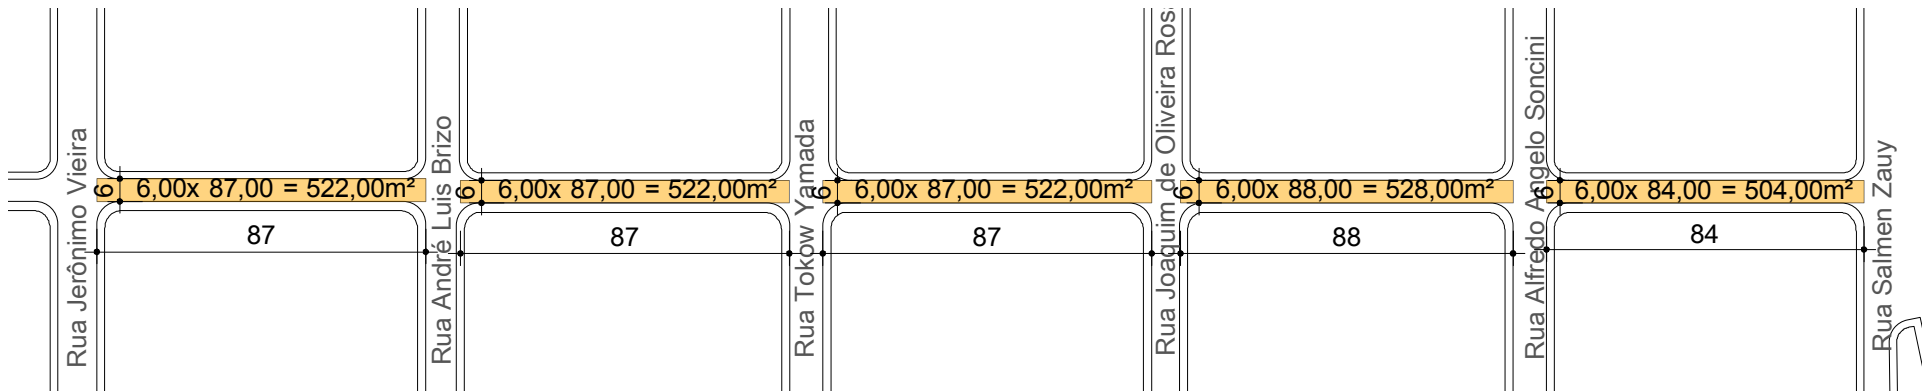 Rua Jerônimo Vieira
6
6,00x 87,00 = 522,00m²
87
Rua André Luis Brizo
6
6,00x 87,00 = 522,00m²
87
Rua Tokow Yamada
6
6,00x 87,00 = 522,00m²
87
Rua Joaquim de Oliveira Ros
6
6,00x 88,00 = 528,00m²
88
Rua Alfredo Aggelo Soncini
6
6,00x 84,00 = 504,00m²
84
Rua Salmen Zauy